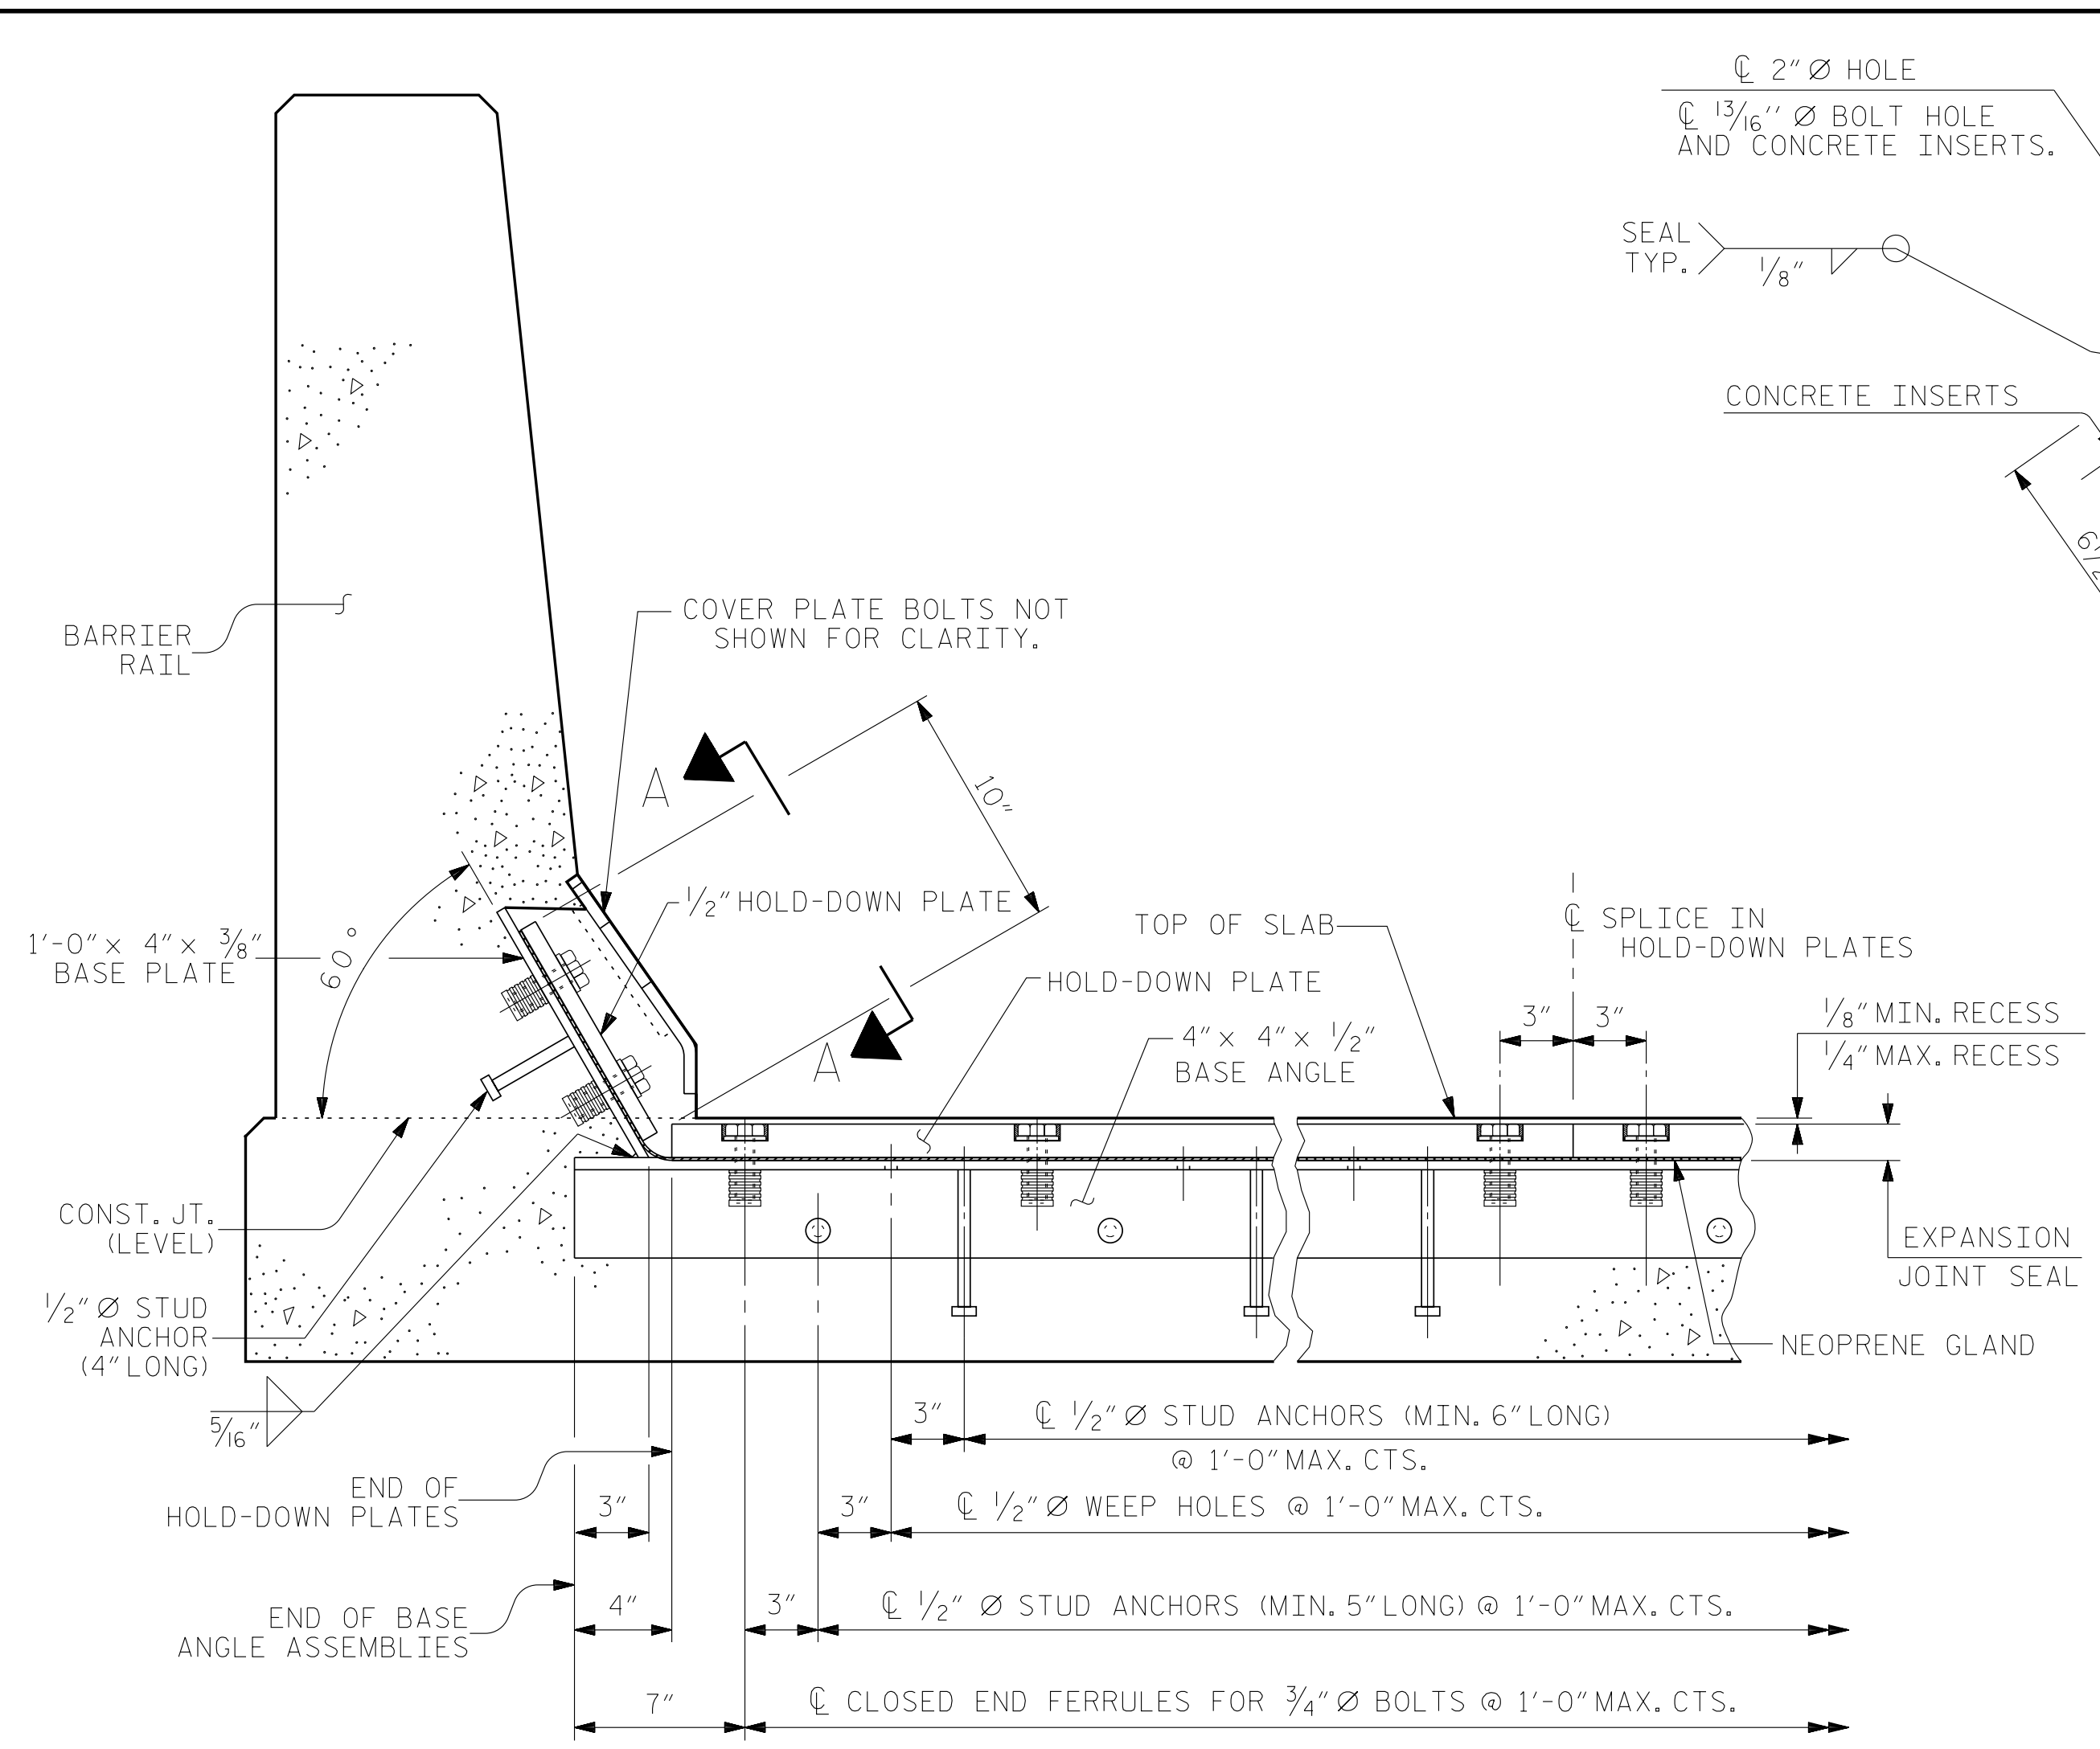 ℄ 2"Ø HOLE
℄ 13/16" Ø BOLT HOLE
AND CONCRETE INSERTS.
SEAL
TYP.
1/8"
CONCRETE INSERTS
6 1/2
BARRIER
RAIL
COVER PLATE BOLTS NOT
SHOWN FOR CLARITY.
A
10"
1/2" HOLD-DOWN PLATE
1'-0" x 4" x 3/8"
BASE PLATE
60°
TOP OF SLAB
℄ SPLICE IN
HOLD-DOWN PLATES
HOLD-DOWN PLATE
A
4" x 4" x 1/2"
BASE ANGLE
3"
3"
1/8" MIN. RECESS
1/4" MAX. RECESS
CONST. JT.
(LEVEL)
EXPANSION
JOINT SEAL
1/2"Ø STUD
ANCHOR
(4" LONG)
NEOPRENE GLAND
5/16"
3"
℄ 1/2"Ø STUD ANCHORS (MIN. 6" LONG)
@ 1'-0" MAX. CTS.
END OF
HOLD-DOWN PLATES
3"
3"
℄ 1/2"Ø WEEP HOLES @ 1'-0" MAX. CTS.
END OF BASE
ANGLE ASSEMBLIES
4"
3"
℄ 1/2" Ø STUD ANCHORS (MIN. 5" LONG) @ 1'-0" MAX. CTS.
7"
℄ CLOSED END FERRULES FOR 3/4"Ø BOLTS @ 1'-0" MAX. CTS.